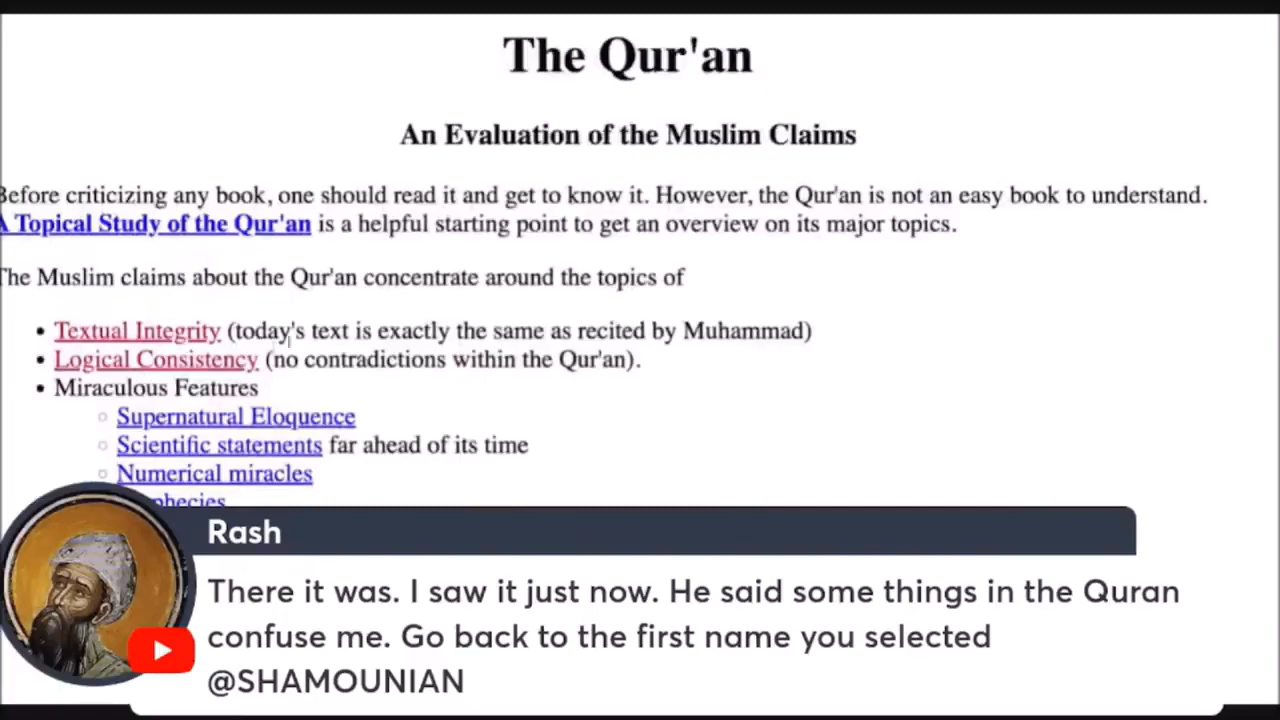 The Qur'an
An Evaluation of the Muslim Claims
Before criticizing any book, one should read it and get to know it. However, the Qur'an is not an easy book to understand.
A Topical Study of the Qur'an is a helpful starting point to get an overview on its major topics.
The Muslim claims about the Qur'an concentrate around the topics of
• Textual Integrity (today's text is exactly the same as recited by Muhammad)
• Logical Consistency (no contradictions within the Qur'an).
• Miraculous Features
○ Supernatural Eloquence
○ Scientific statements far ahead of its time
○ Numerical miracles
Rash
There it was. I saw it just now. He said some things in the Quran
confuse me. Go back to the first name you selected
@SHAMOUNIAN